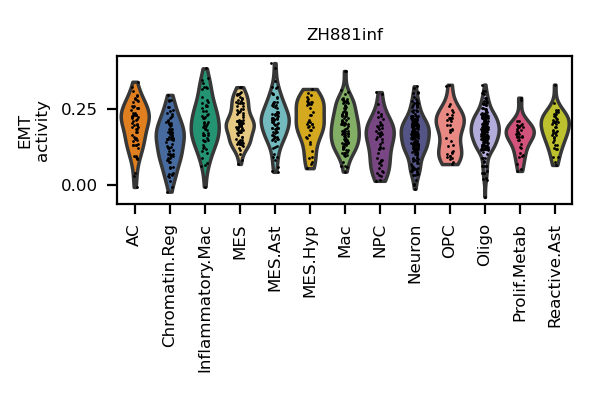 ZH881inf
EMT
activity
0.25
0.00
AC
Chromatin.Reg
Inflammatory.Mac
MES
MES.Ast
MES.Hyp
Mac
NPC
Neuron
OPC
Oligo
Prolif.Metab
Reactive.Ast